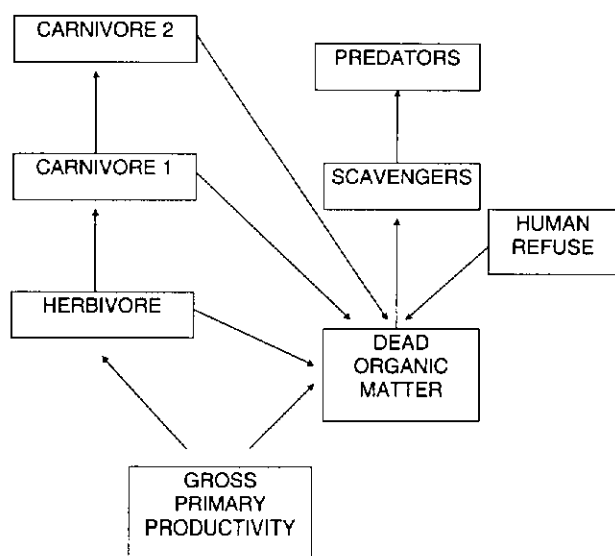 CARNIVORE 2
PREDATORS
CARNIVORE 1
SCAVENGERS
HUMAN
REFUSE
HERBIVORE
DEAD
ORGANIC
MATTER
GROSS
PRIMARY
PRODUCTIVITY